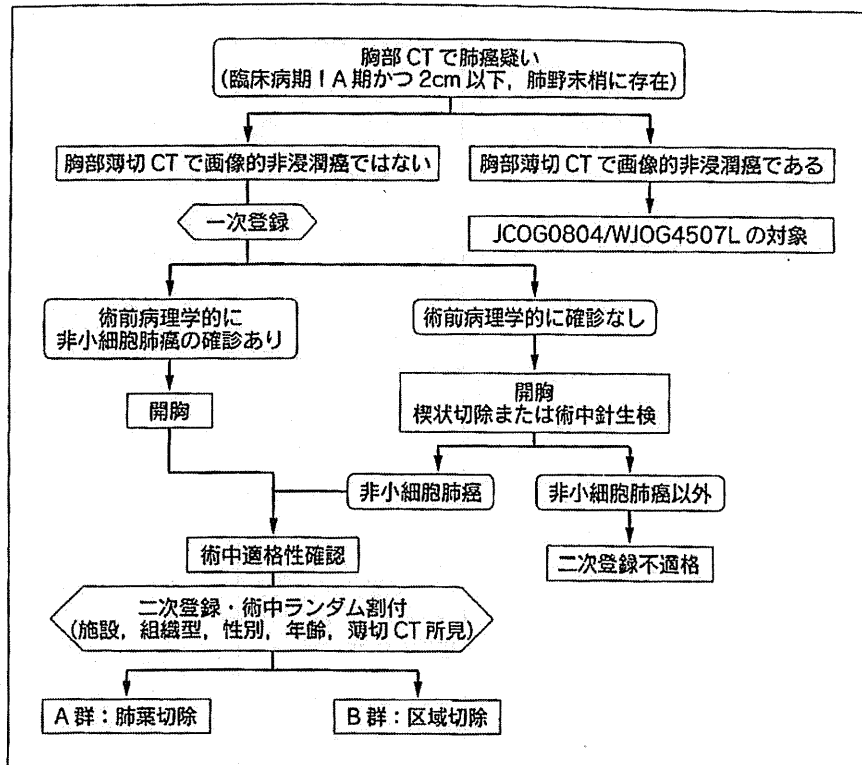 胸部 CT で肺癌疑い
(臨床病期 I A 期かつ 2cm 以下, 肺野末梢に存在)
胸部薄切 CT で画像的非浸潤癌ではない
胸部薄切 CT で画像的非浸潤癌である
一次登録
JCOG0804/WJOG4507L の対象
術前病理学的に
非小細胞肺癌の確診あり
術前病理学的に確診なし
開胸
開胸
楔状切除または術中針生検
非小細胞肺癌
非小細胞肺癌以外
術中適格性確認
二次登録不適格
二次登録・術中ランダム割付
(施設, 組織型, 性別, 年齢, 薄切 CT 所見)
A 群：肺葉切除
B 群：区域切除